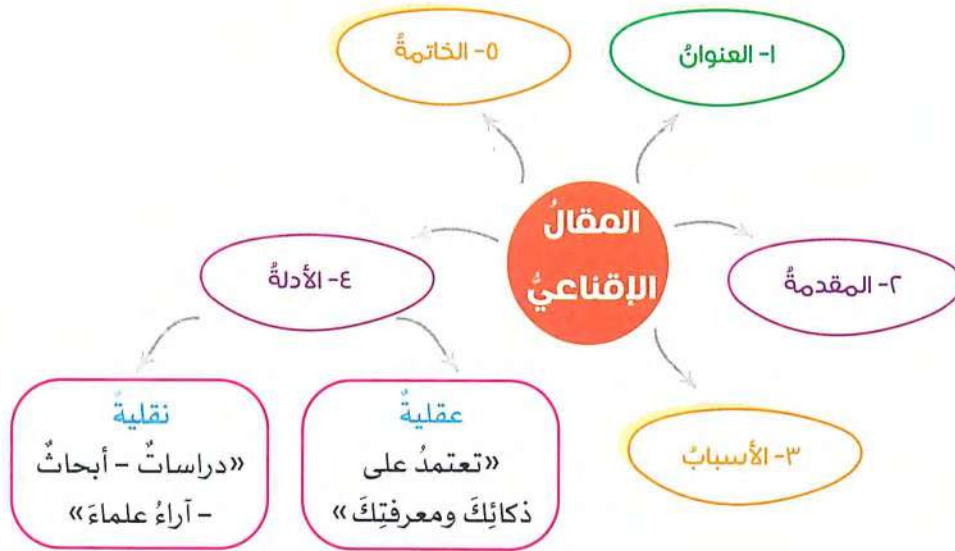 المقالُ
الإقناعيُّ
١- العنوانُ
٢- المقدمةُ
٣- الأسبابُ
٤- الأدلةُ
عقليةٌ
«تعتمدُ على
ذكائِكَ ومعرفتِكَ»
نقليةٌ
«دراساتٌ – أبحاثٌ
– آراءُ علماءَ»
٥- الخاتمةُ